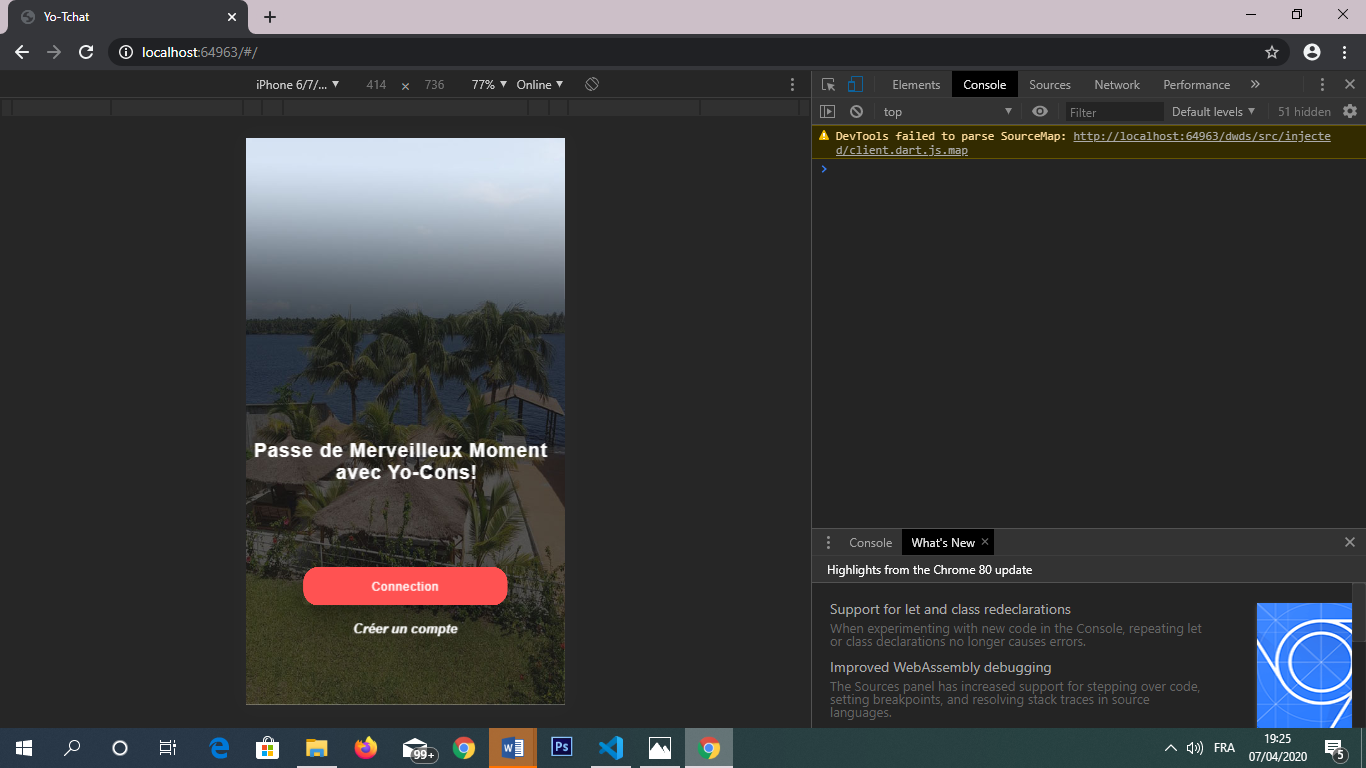 Yo-Tchat
localhost:64963/#/
iPhone 6/7/... 414 × 736 77% Online
Elements Console Sources Network Performance
top Filter Default levels 51 hidden
DevTools failed to parse SourceMap: http://localhost:64963/dwds/src/injecte
d/client.dart.js.map
Passe de Merveilleux Moment
avec Yo-Cons!
Connection
Créer un compte
Console What's New
Highlights from the Chrome 80 update
Support for let and class redeclarations
When experimenting with new code in the Console, repeating let
or class declarations no longer causes errors.
Improved WebAssembly debugging
The Sources panel has increased support for stepping over code,
setting breakpoints, and resolving stack traces in source
languages.
99+
Ps
FRA
19:25
07/04/2020
5